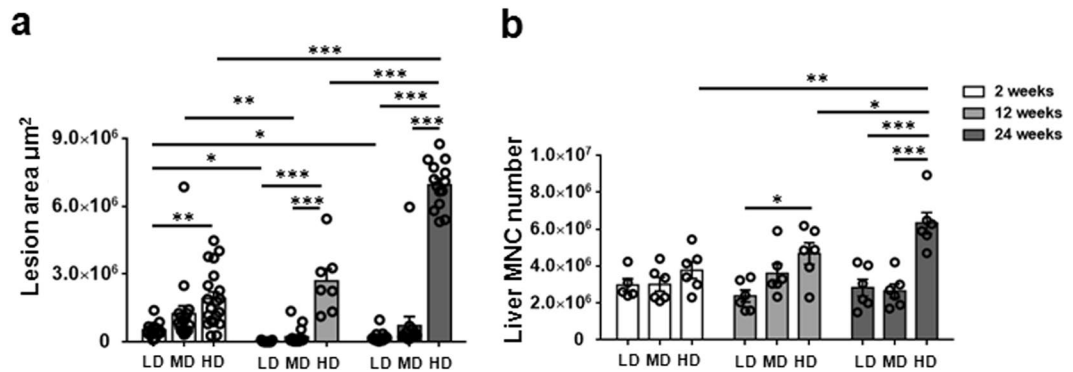 a
b
***
***
***
***
**
*
*
***
***
**
Lesion area µm²
9.0×10⁶
6.0×10⁶
3.0×10⁶
0
LD MD HD LD MD HD LD MD HD
**
*
***
***
*
Liver MNC number
1.0×10⁷
8.0×10⁶
6.0×10⁶
4.0×10⁶
2.0×10⁶
0
LD MD HD LD MD HD LD MD HD
2 weeks
12 weeks
24 weeks